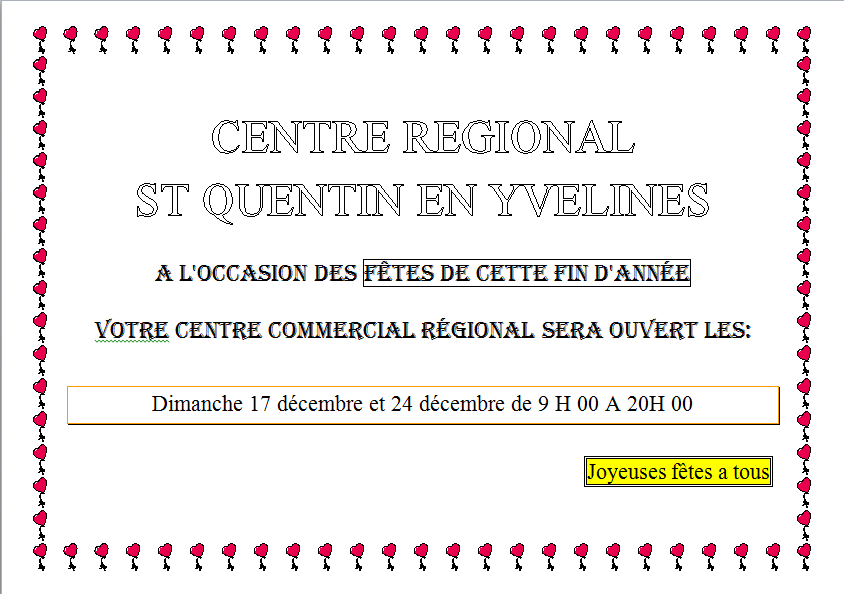 CENTRE REGIONAL
ST QUENTIN EN YVELINES
A L'OCCASION DES FÊTES DE CETTE FIN D'ANNÉE
VOTRE CENTRE COMMERCIAL RÉGIONAL SERA OUVERT LES:
Dimanche 17 décembre et 24 décembre de 9 H 00 A 20H 00
Joyeuses fêtes a tous